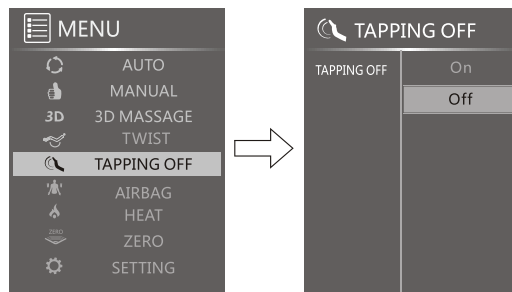 MENU
AUTO
MANUAL
3D 3D MASSAGE
TWIST
TAPPING OFF
AIRBAG
HEAT
ZERO ZERO
SETTING
TAPPING OFF
TAPPING OFF On
Off